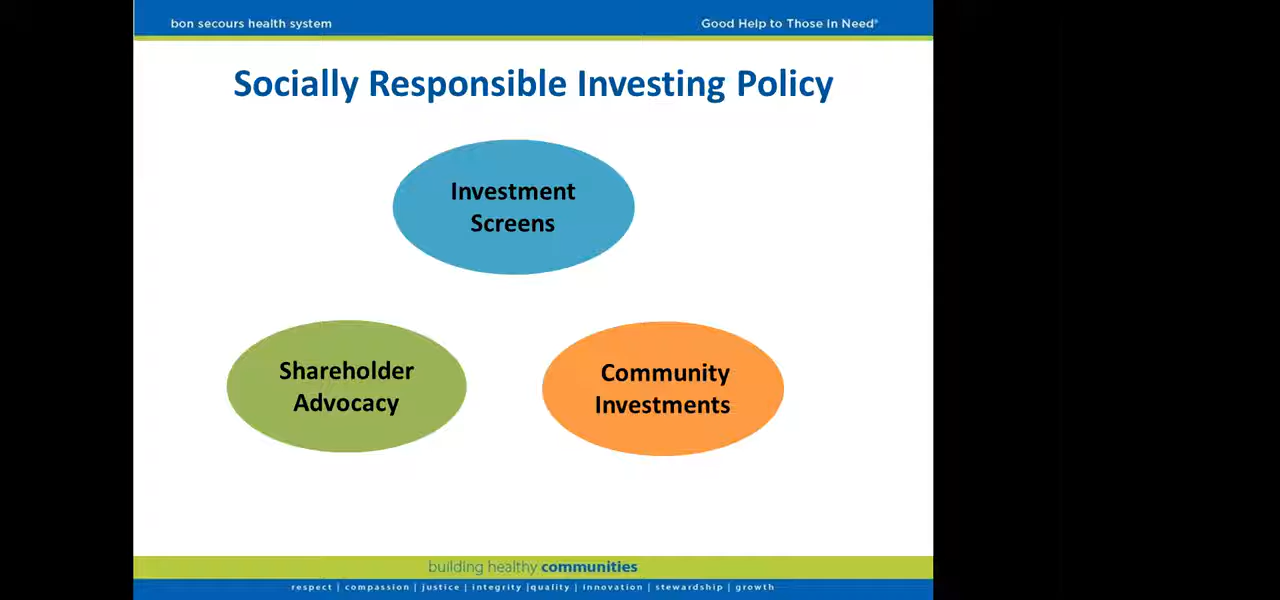 bon secours health system
Good Help to Those in Need®
Socially Responsible Investing Policy
Investment
Screens
Shareholder
Advocacy
Community
Investments
building healthy communities
respect | compassion | justice | integrity |quality | innovation | stewardship | growth